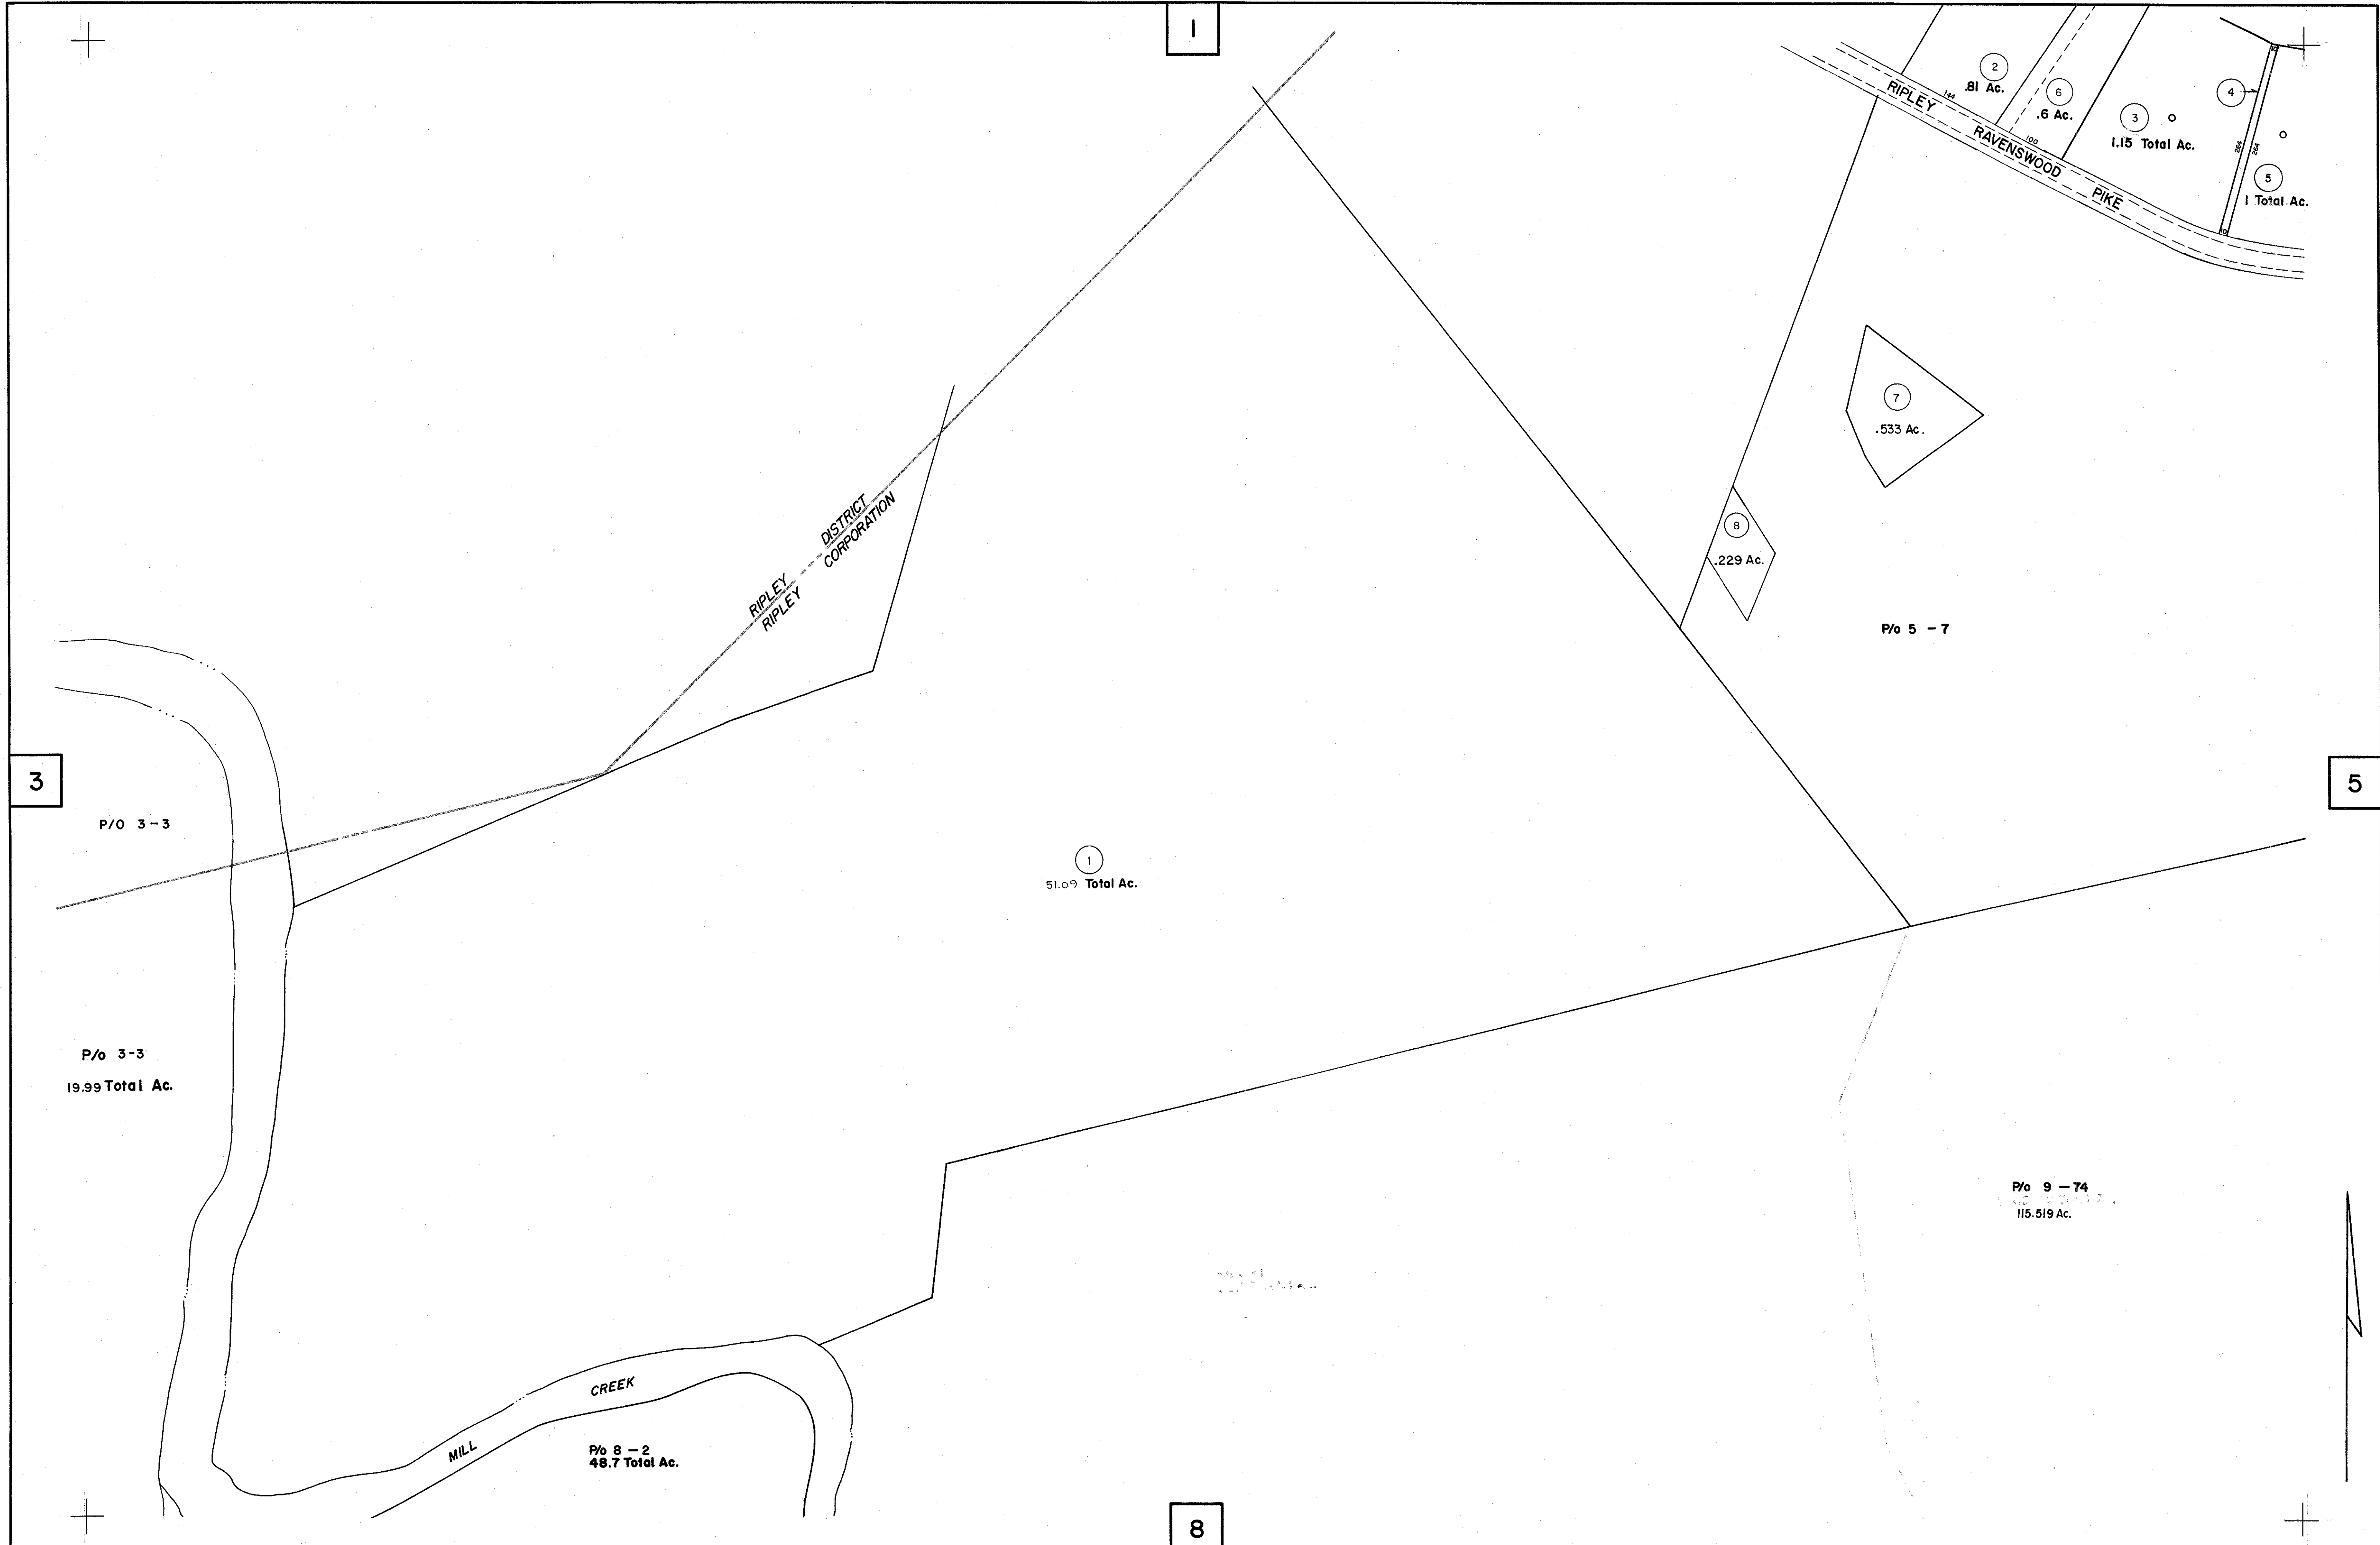 1
2
.81 Ac.
6
.6 Ac.
3
1.15 Total Ac.
4
5
1 Total Ac.
10
264
264
10
144
100
RIPLEY RAVENSWOOD PIKE
7
.533 Ac.
8
.229 Ac.
P/o 5 - 7
RIPLEY DISTRICT
RIPLEY CORPORATION
3
5
P/O 3-3
1
51.09 Total Ac.
P/o 3-3
19.99 Total Ac.
P/o 9 - 74
115.519 Ac.
MILL CREEK
P/o 8 - 2
48.7 Total Ac.
8